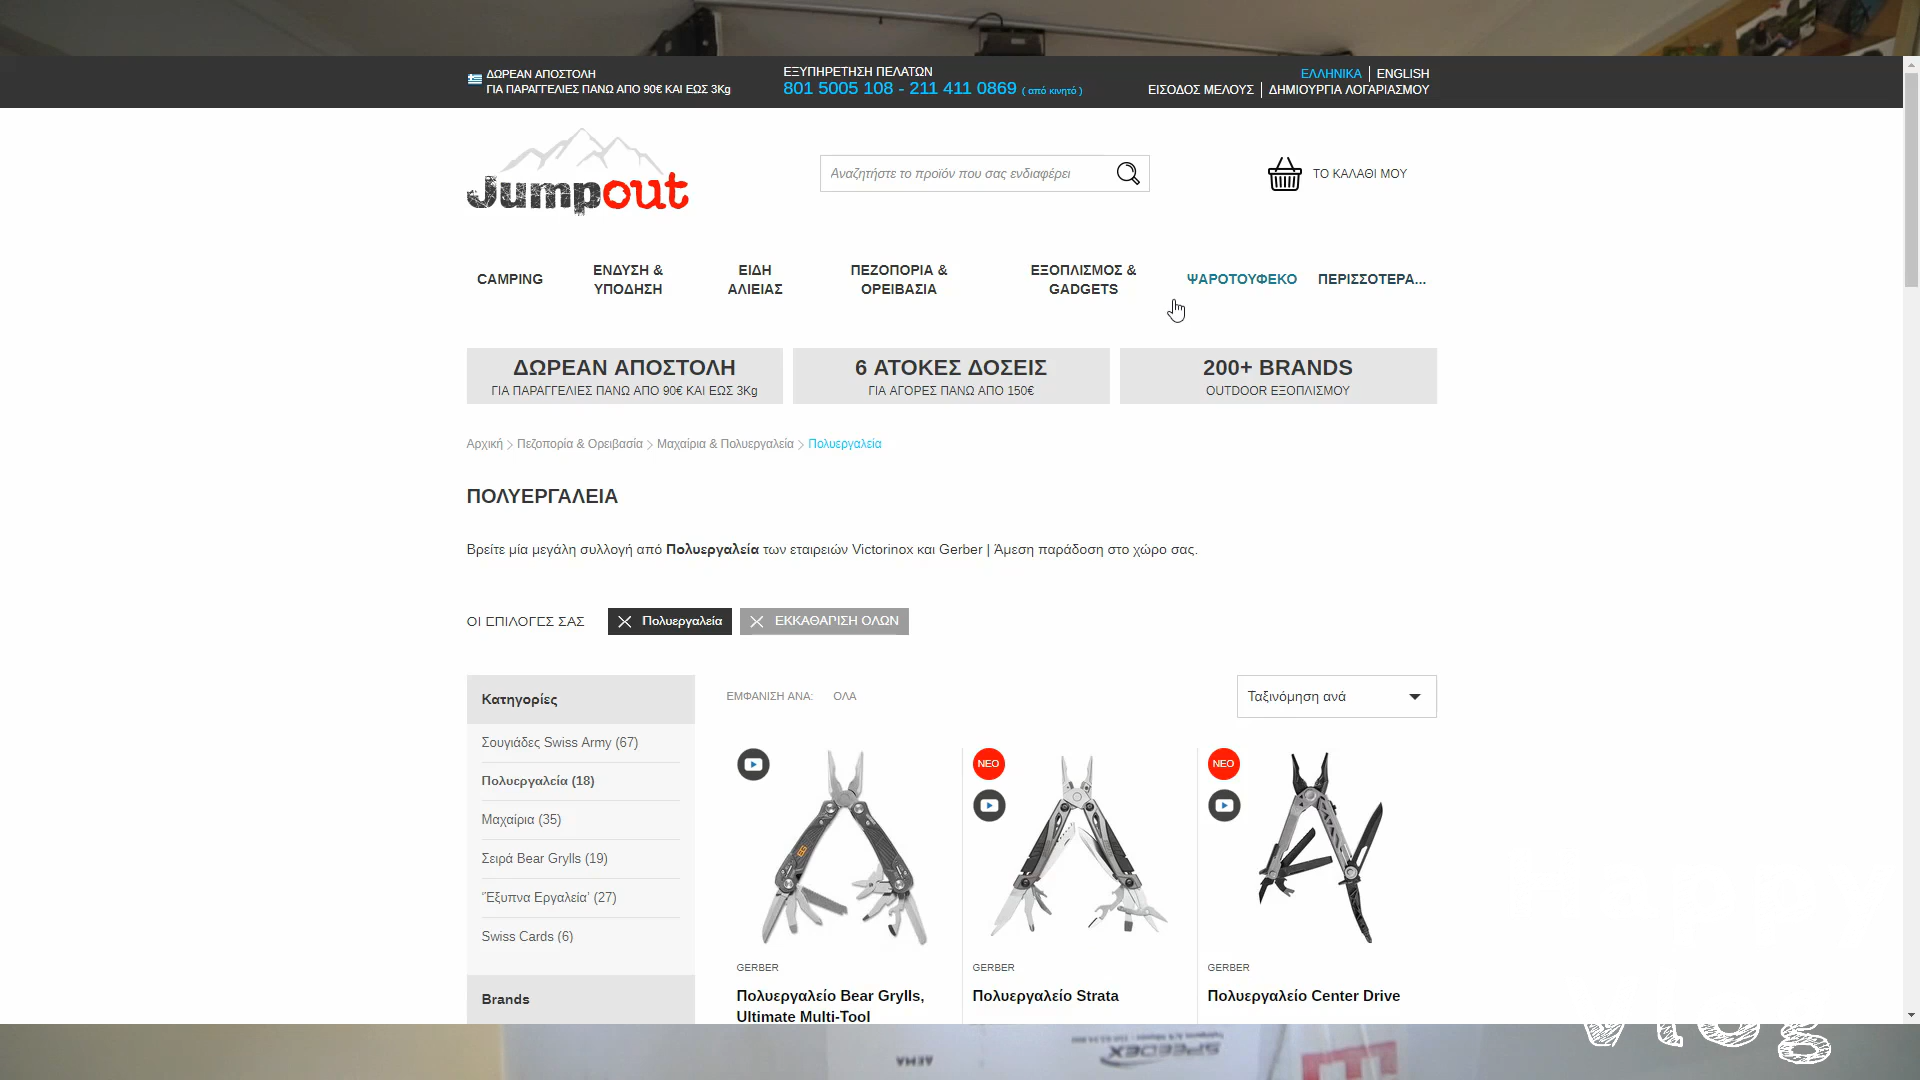 ΔΩΡΕΑΝ ΑΠΟΣΤΟΛΗ
ΓΙΑ ΠΑΡΑΓΓΕΛΙΕΣ ΠΑΝΩ ΑΠΟ 90€ ΚΑΙ ΕΩΣ 3Kg
ΕΞΥΠΗΡΕΤΗΣΗ ΠΕΛΑΤΩΝ
801 5005 108 - 211 411 0869 ( από κινητό )
ΕΛΛΗΝΙΚΑ | ENGLISH
ΕΙΣΟΔΟΣ ΜΕΛΟΥΣ | ΔΗΜΙΟΥΡΓΙΑ ΛΟΓΑΡΙΑΣΜΟΥ
Jumpout
Αναζητήστε το προϊόν που σας ενδιαφέρει
ΤΟ ΚΑΛΑΘΙ ΜΟΥ
CAMPING
ΕΝΔΥΣΗ &
ΥΠΟΔΗΣΗ
ΕΙΔΗ
ΑΛΙΕΙΑΣ
ΠΕΖΟΠΟΡΙΑ &
ΟΡΕΙΒΑΣΙΑ
ΕΞΟΠΛΙΣΜΟΣ &
GADGETS
ΨΑΡΟΤΟΥΦΕΚΟ
ΠΕΡΙΣΣΟΤΕΡΑ...
ΔΩΡΕΑΝ ΑΠΟΣΤΟΛΗ
ΓΙΑ ΠΑΡΑΓΓΕΛΙΕΣ ΠΑΝΩ ΑΠΟ 90€ ΚΑΙ ΕΩΣ 3Kg
6 ΑΤΟΚΕΣ ΔΟΣΕΙΣ
ΓΙΑ ΑΓΟΡΕΣ ΠΑΝΩ ΑΠΟ 150€
200+ BRANDS
OUTDOOR ΕΞΟΠΛΙΣΜΟΥ
Αρχική > Πεζοπορία & Ορειβασία > Μαχαίρια & Πολυεργαλεία > Πολυεργαλεία
ΠΟΛΥΕΡΓΑΛΕΙΑ
Βρείτε μία μεγάλη συλλογή από Πολυεργαλεία των εταιρειών Victorinox και Gerber | Άμεση παράδοση στο χώρο σας.
ΟΙ ΕΠΙΛΟΓΕΣ ΣΑΣ
Πολυεργαλεία
ΕΚΚΑΘΑΡΙΣΗ ΟΛΩΝ
Κατηγορίες
Σουγιάδες Swiss Army (67)
Πολυεργαλεία (18)
Μαχαίρια (35)
Σειρά Bear Grylls (19)
'Έξυπνα Εργαλεία' (27)
Swiss Cards (6)
Brands
ΕΜΦΑΝΙΣΗ ΑΝΑ: ΟΛΑ
Ταξινόμηση ανά
GERBER
Πολυεργαλείο Bear Grylls,
Ultimate Multi-Tool
ΝΕΟ
GERBER
Πολυεργαλείο Strata
ΝΕΟ
GERBER
Πολυεργαλείο Center Drive
Vlog
SPEEDEX